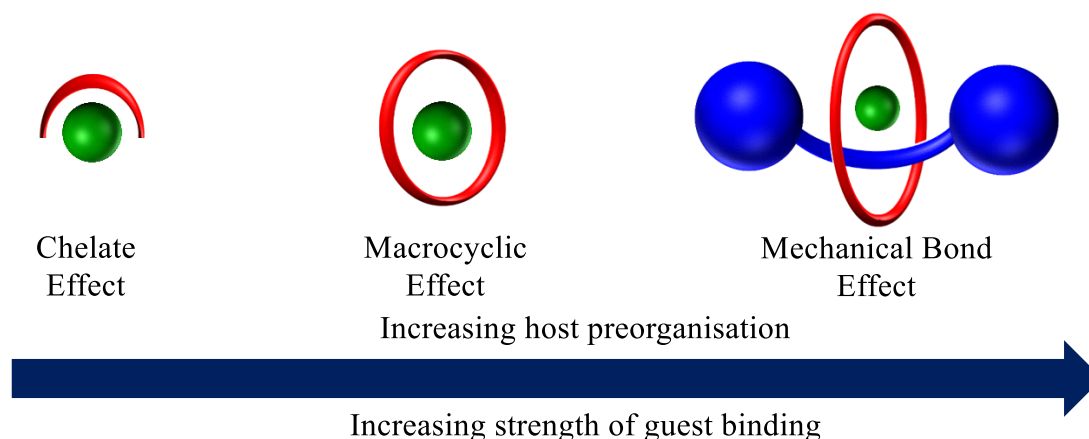 Chelate
Effect
Macrocyclic
Effect
Mechanical Bond
Effect
Increasing host preorganisation
Increasing strength of guest binding